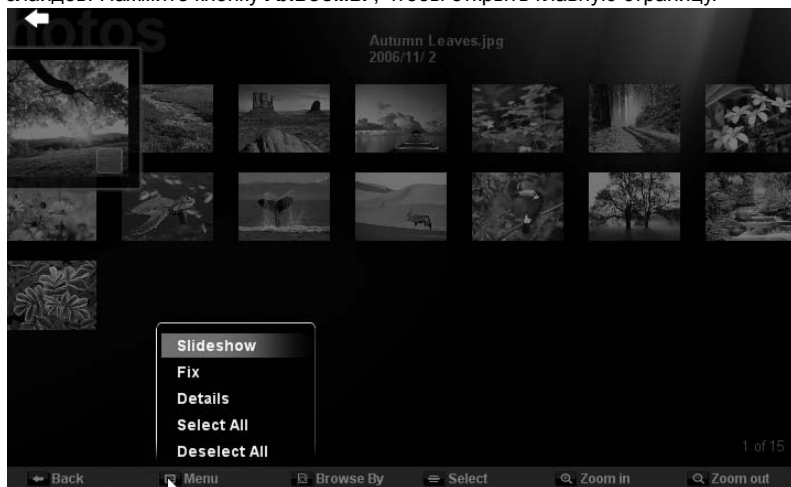 hotos
Autumn Leaves.jpg
2006/11/ 2
Slideshow
Fix
Details
Select All
Deselect All
1 of 15
Back Menu Browse By Select Zoom in Zoom out